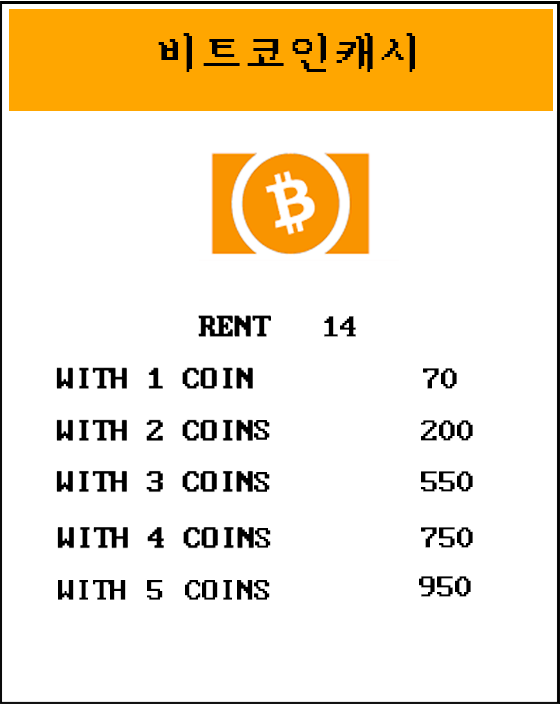 비트코인캐시
RENT 14
WITH 1 COIN 70
WITH 2 COINS 200
WITH 3 COINS 550
WITH 4 COINS 750
WITH 5 COINS 950